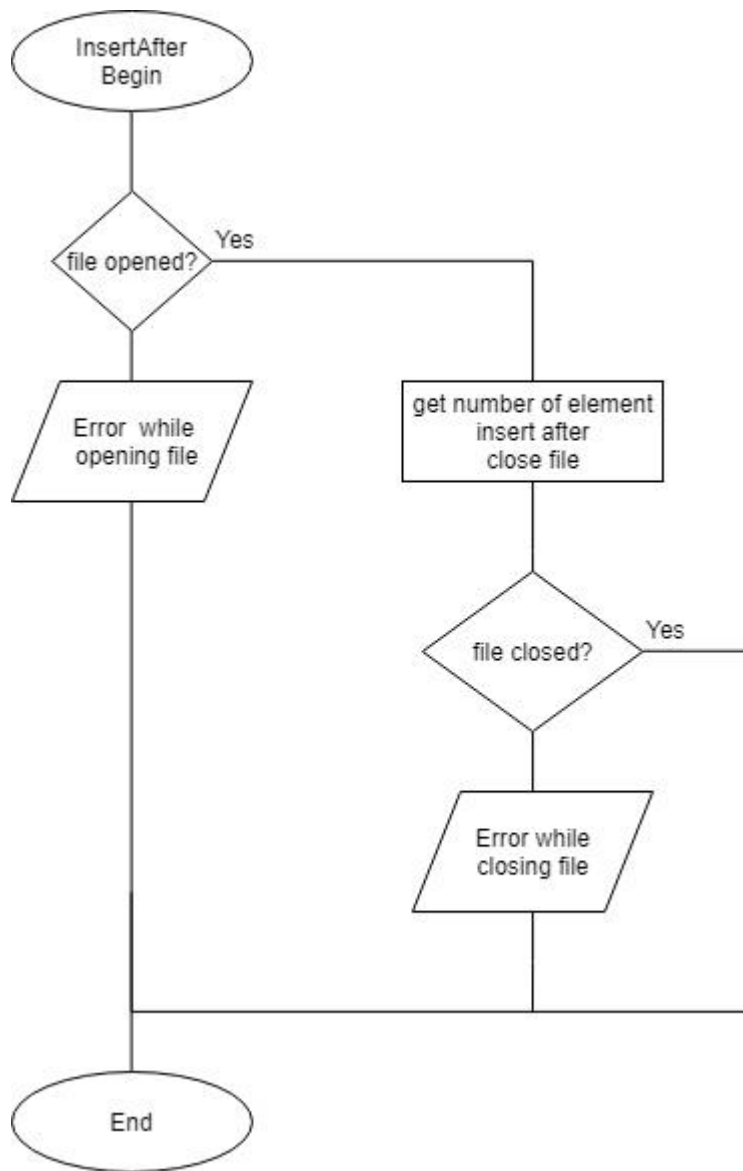 InsertAfter
Begin
file opened?
Yes
Error while
opening file
get number of element
insert after
close file
file closed?
Yes
Error while
closing file
End